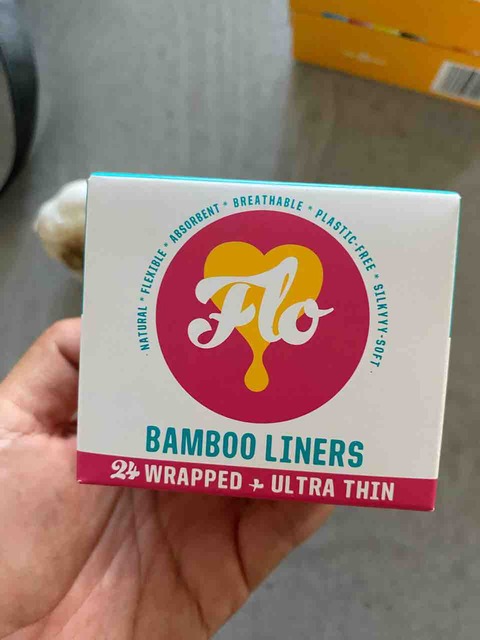 · NATURAL * FLEXIBLE * ABSORBENT * BREATHABLE * PLASTIC-FREE * SILKYYY-SOFT ·
Flo
BAMBOO LINERS
24 WRAPPED + ULTRA THIN